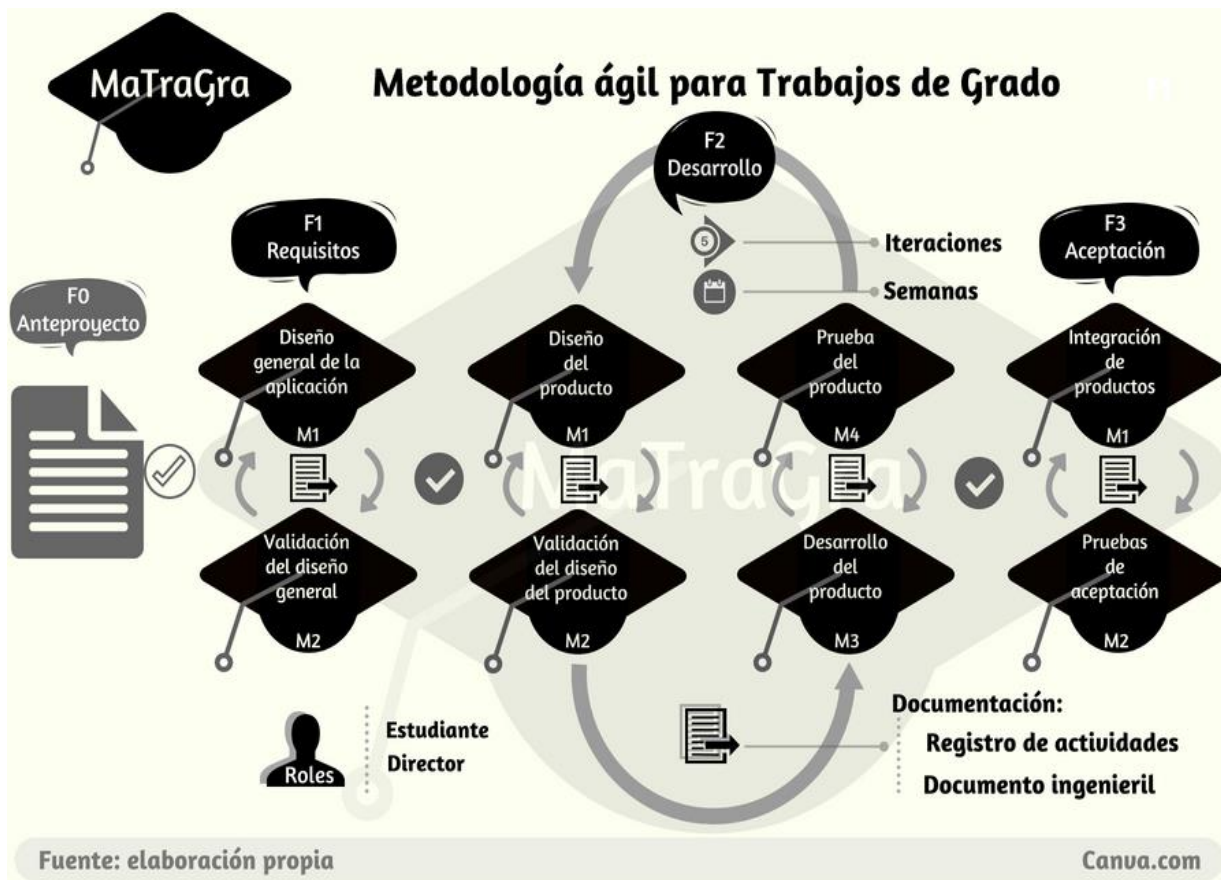 MaTraGra
Metodología ágil para Trabajos de Grado
F0
Anteproyecto
F1
Requisitos
Diseño
general de la
aplicación
M1
Validación
del diseño
general
M2
F2
Desarrollo
5
Iteraciones
Semanas
Diseño
del
producto
M1
Validación
del diseño
del producto
M2
Prueba
del
producto
M4
Desarrollo
del
producto
M3
F3
Aceptación
Integración
de
productos
M1
Pruebas
de
aceptación
M2
MaTraGra
Roles
Estudiante
Director
Documentación:
Registro de actividades
Documento ingenieril
Fuente: elaboración propia
Canva.com